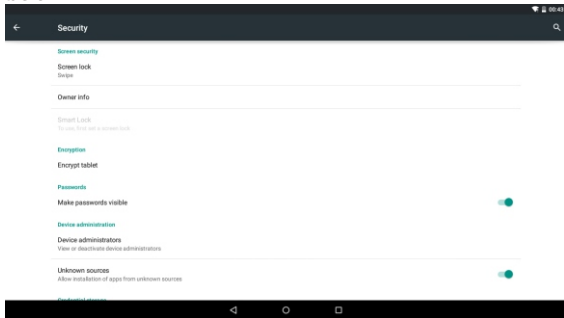 00:43
Security
Screen security
Screen lock
Swipe
Owner info
Smart Lock
To use, first set a screen lock
Encryption
Encrypt tablet
Passwords
Make passwords visible
Device administration
Device administrators
View or deactivate device administrators
Unknown sources
Allow installation of apps from unknown sources